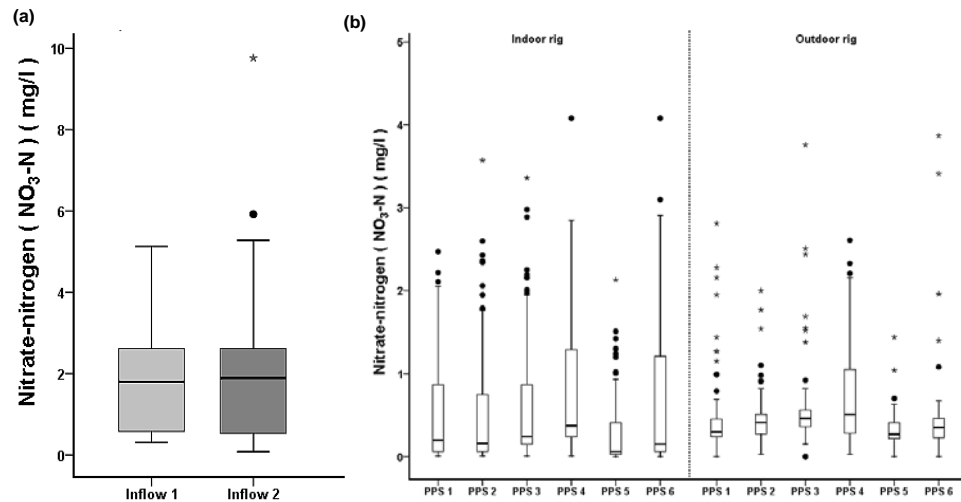 (a)
Nitrate-nitrogen ( NO₃-N ) ( mg/l )
10
8
6
4
2
0
Inflow 1 Inflow 2
(b)
Indoor rig Outdoor rig
Nitrate-nitrogen ( NO₃-N ) ( mg/l )
5
4
3
2
1
0
PPS 1 PPS 2 PPS 3 PPS 4 PPS 5 PPS 6 PPS 1 PPS 2 PPS 3 PPS 4 PPS 5 PPS 6